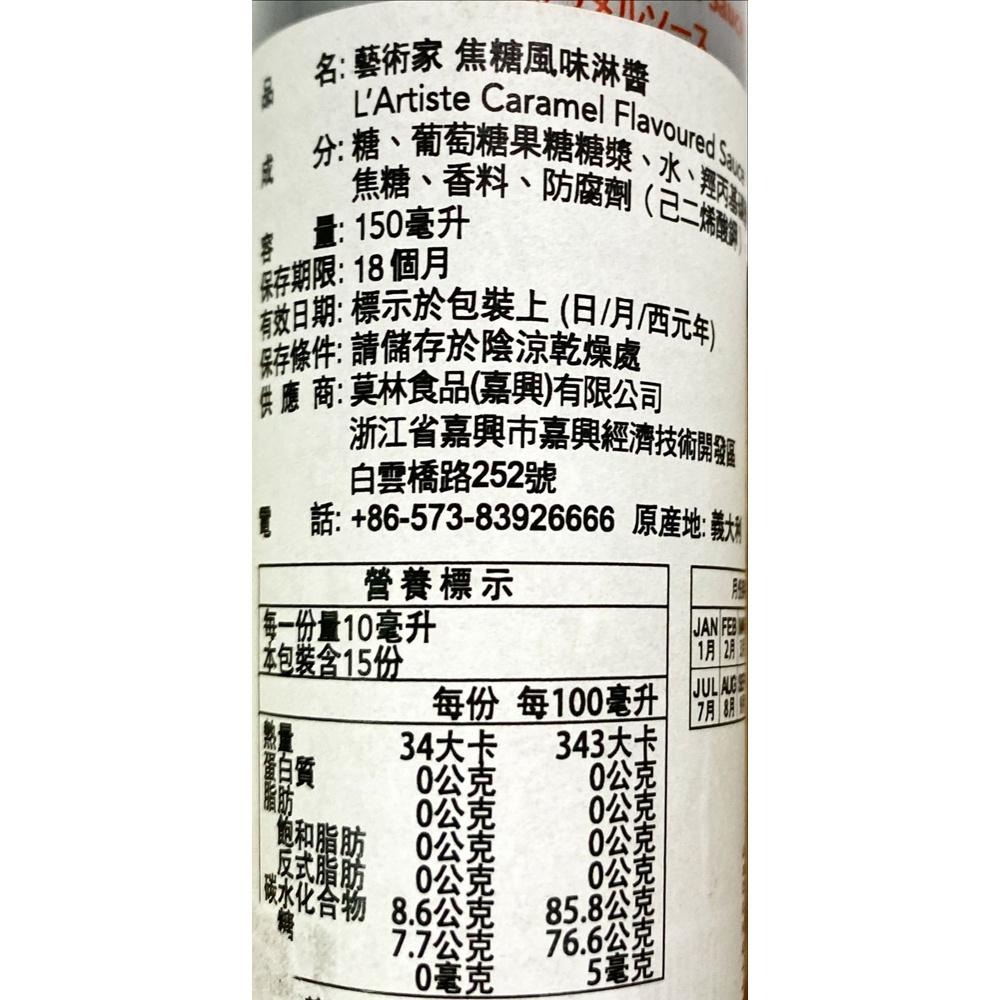 メルソース
品 名: 藝術家 焦糖風味淋醬
L'Artiste Caramel Flavoured Sauce
成 分: 糖、葡萄糖果糖糖漿、水、羥丙基
焦糖、香料、防腐劑(己二烯酸鉀)
容 量: 150毫升
保存期限: 18個月
有效日期: 標示於包裝上 (日/月/西元年)
保存條件: 請儲存於陰涼乾燥處
供 應 商: 莫林食品(嘉興)有限公司
浙江省嘉興市嘉興經濟技術開發區
白雲橋路252號
電 話: +86-573-83926666 原產地: 義大利
營養標示
每一份量10毫升
本包裝含15份
每份 每100毫升
熱量 34大卡 343大卡
蛋白質 0公克 0公克
脂肪 0公克 0公克
飽和脂肪 0公克 0公克
反式脂肪 0公克 0公克
碳水化合物 8.6公克 85.8公克
糖 7.7公克 76.6公克
0毫克 5毫克
JAN FEB
1月 2月
JUL AUG
7月 8月